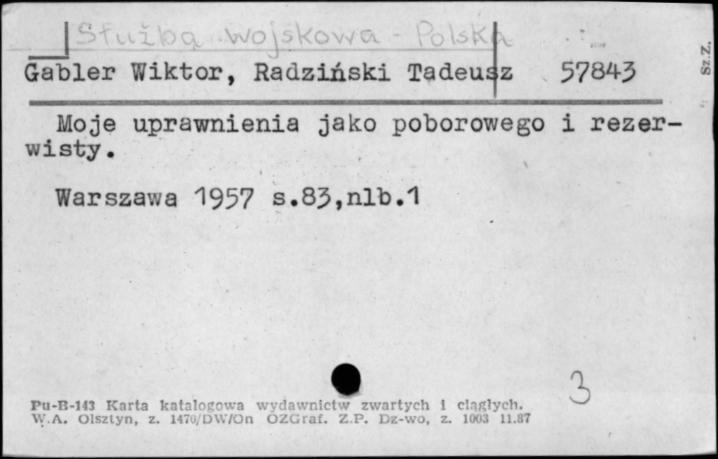 Służba wojskowa - Polska
Gabler Wiktor, Radziński Tadeusz 57843
Sz.Z.
Moje uprawnienia jako poborowego i rezer-
wisty.
Warszawa 1957 s.83,nlb.1
3
Pu-B-143 Karta katalogowa wydawnictw zwartych i ciągłych.
W.A. Olsztyn, z. 1470/DW/On OZGraf. Z.P. Dz-wo, z. 1003 11.87